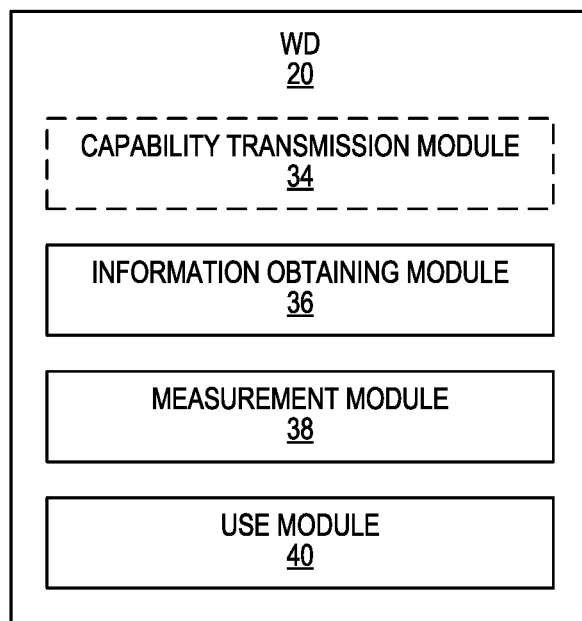 WD
20
CAPABILITY TRANSMISSION MODULE
34
INFORMATION OBTAINING MODULE
36
MEASUREMENT MODULE
38
USE MODULE
40